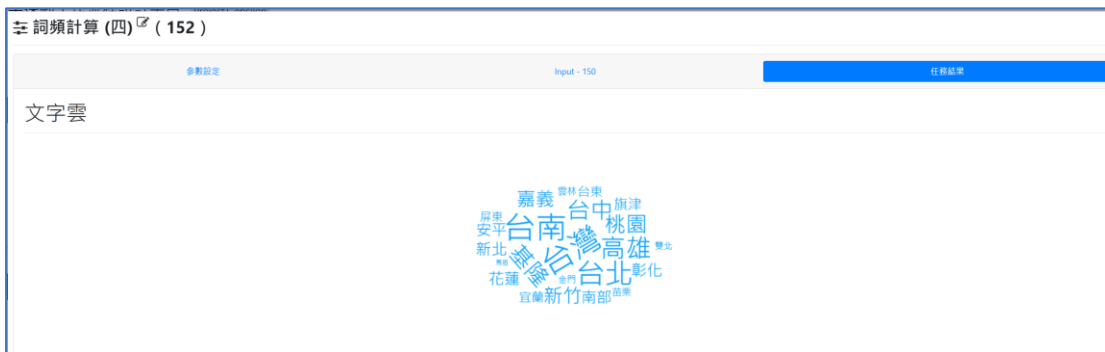 詞頻計算 (四) ( 152 )
參數設定
Input - 150
任務結果
文字雲
雲林 台東
嘉義 台中 旗津
屏東
安平 台南 灣 桃園
新北 基隆 台 高雄 雙北
花蓮 金門 台北 彰化
宜蘭 新竹 南部 苗栗